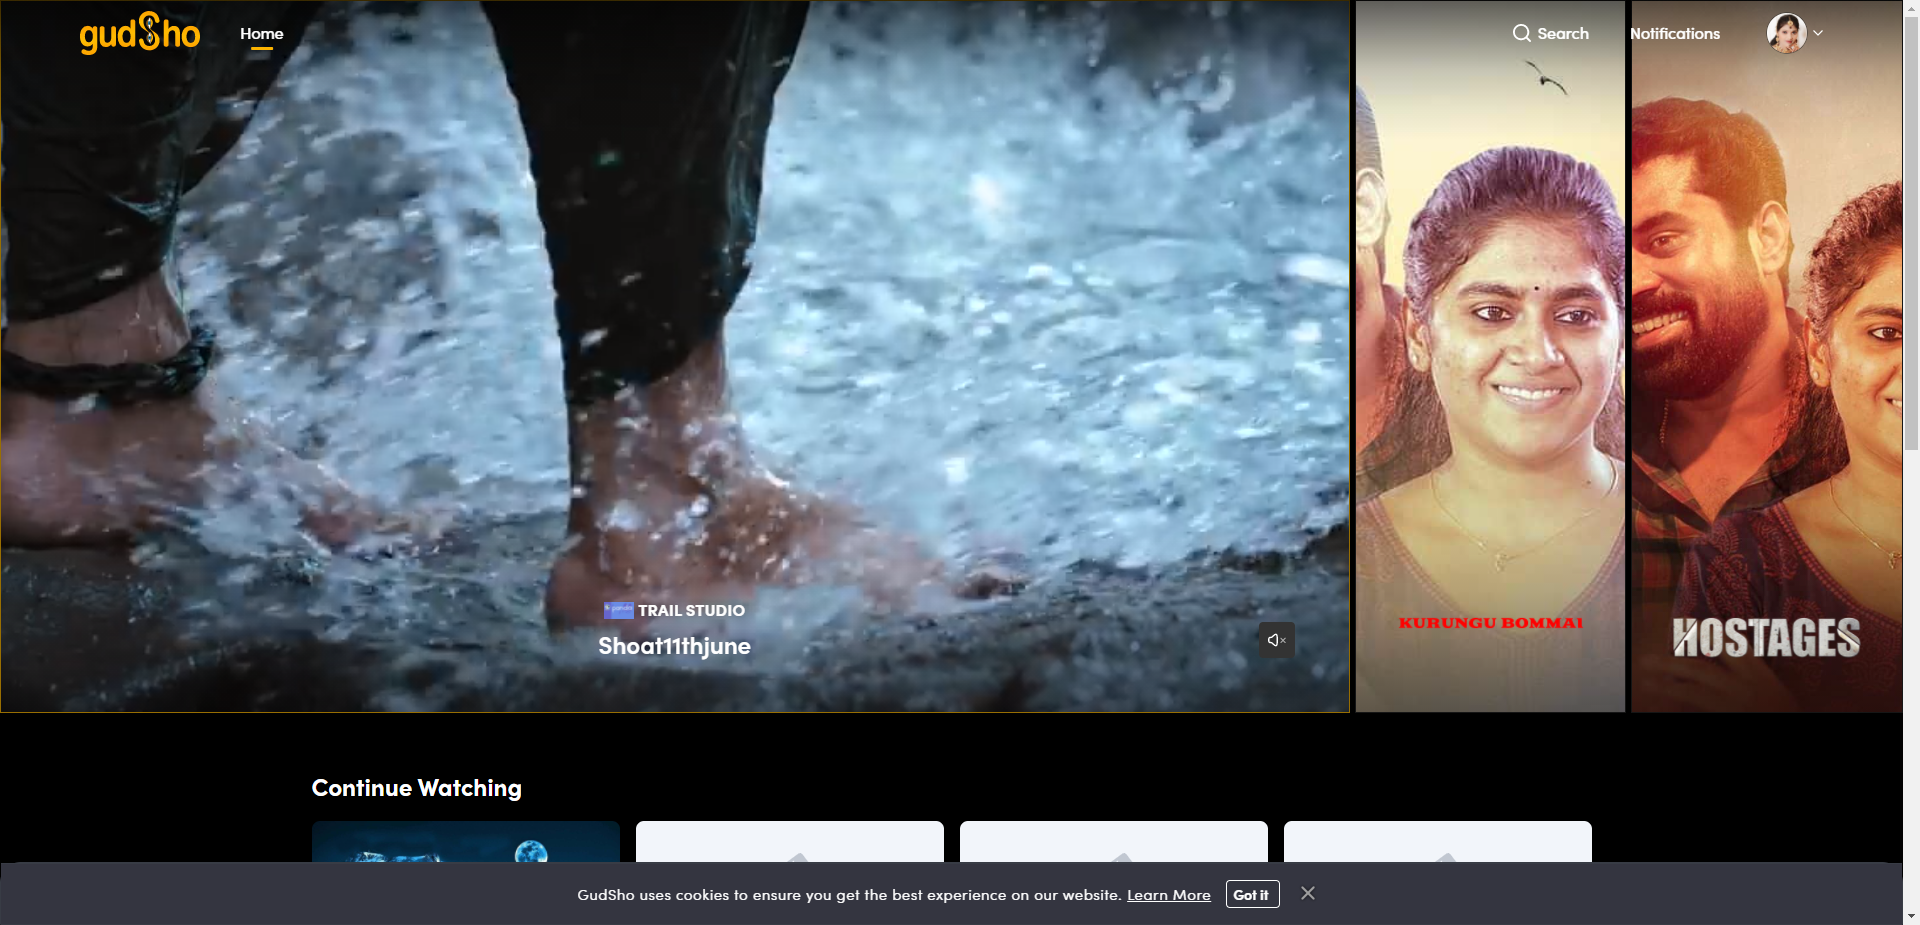 gudSho
Home
Search
Notifications
TRAIL STUDIO
Shoat11thjune
KURUNGU BOMMAI
HOSTAGES
Continue Watching
GudSho uses cookies to ensure you get the best experience on our website. Learn More
Got it